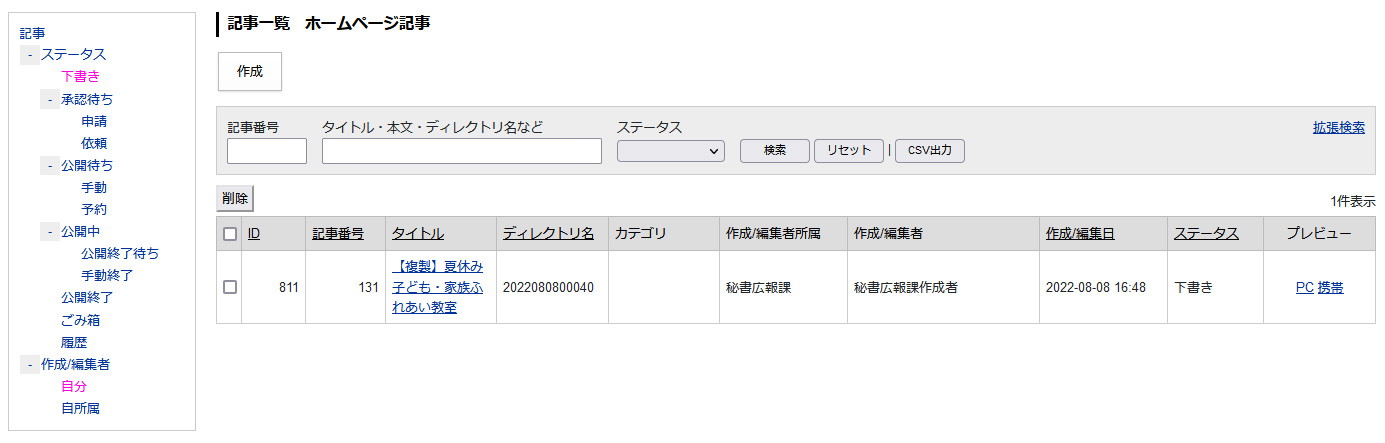 記事
- ステータス
下書き
- 承認待ち
申請
依頼
- 公開待ち
手動
予約
- 公開中
公開終了待ち
手動終了
公開終了
ごみ箱
履歴
- 作成/編集者
自分
自所属
記事一覧 ホームページ記事
作成
記事番号 タイトル・本文・ディレクトリ名など ステータス 拡張検索
検索 リセット | CSV出力
削除 1件表示
ID 記事番号 タイトル ディレクトリ名 カテゴリ 作成/編集者所属 作成/編集者 作成/編集日 ステータス プレビュー
811 131 【複製】夏休み
子ども・家族ふ
れあい教室 2022080800040 秘書広報課 秘書広報課作成者 2022-08-08 16:48 下書き PC 携帯